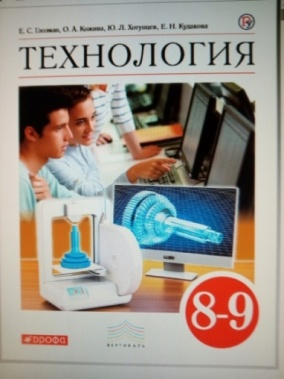 Е. С. Глозман, О. А. Кожина, Ю. Л. Хотунцев, Е. Н. Кудакова
ТЕХНОЛОГИЯ
8-9
дрофа
ВЕРТИКАЛЬ